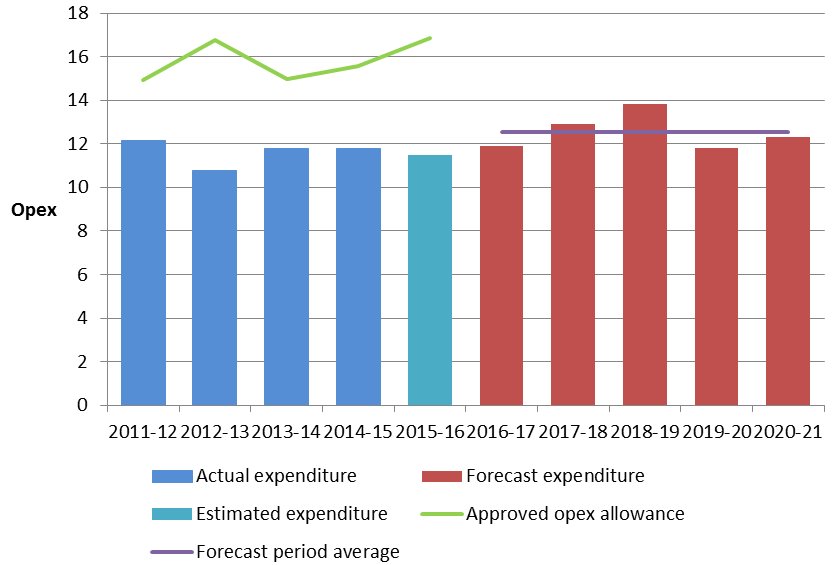 18
16
14
12
10
8
6
4
2
0
Opex
2011-12 2012-13 2013-14 2014-15 2015-16 2016-17 2017-18 2018-19 2019-20 2020-21
Actual expenditure Forecast expenditure
Estimated expenditure Approved opex allowance
Forecast period average